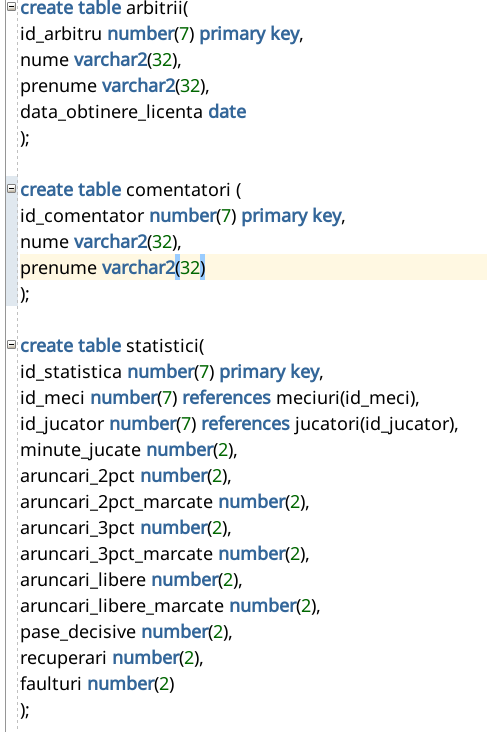 create table arbitrii(
id_arbitru number(7) primary key,
nume varchar2(32),
prenume varchar2(32),
data_obtinere_licenta date
);
create table comentatori (
id_comentator number(7) primary key,
nume varchar2(32),
prenume varchar2(32)
);
create table statistici(
id_statistica number(7) primary key,
id_meci number(7) references meciuri(id_meci),
id_jucator number(7) references jucatori(id_jucator),
minute_jucate number(2),
aruncari_2pct number(2),
aruncari_2pct_marcate number(2),
aruncari_3pct number(2),
aruncari_3pct_marcate number(2),
aruncari_libere number(2),
aruncari_libere_marcate number(2),
pase_decisive number(2),
recuperari number(2),
faulturi number(2)
);